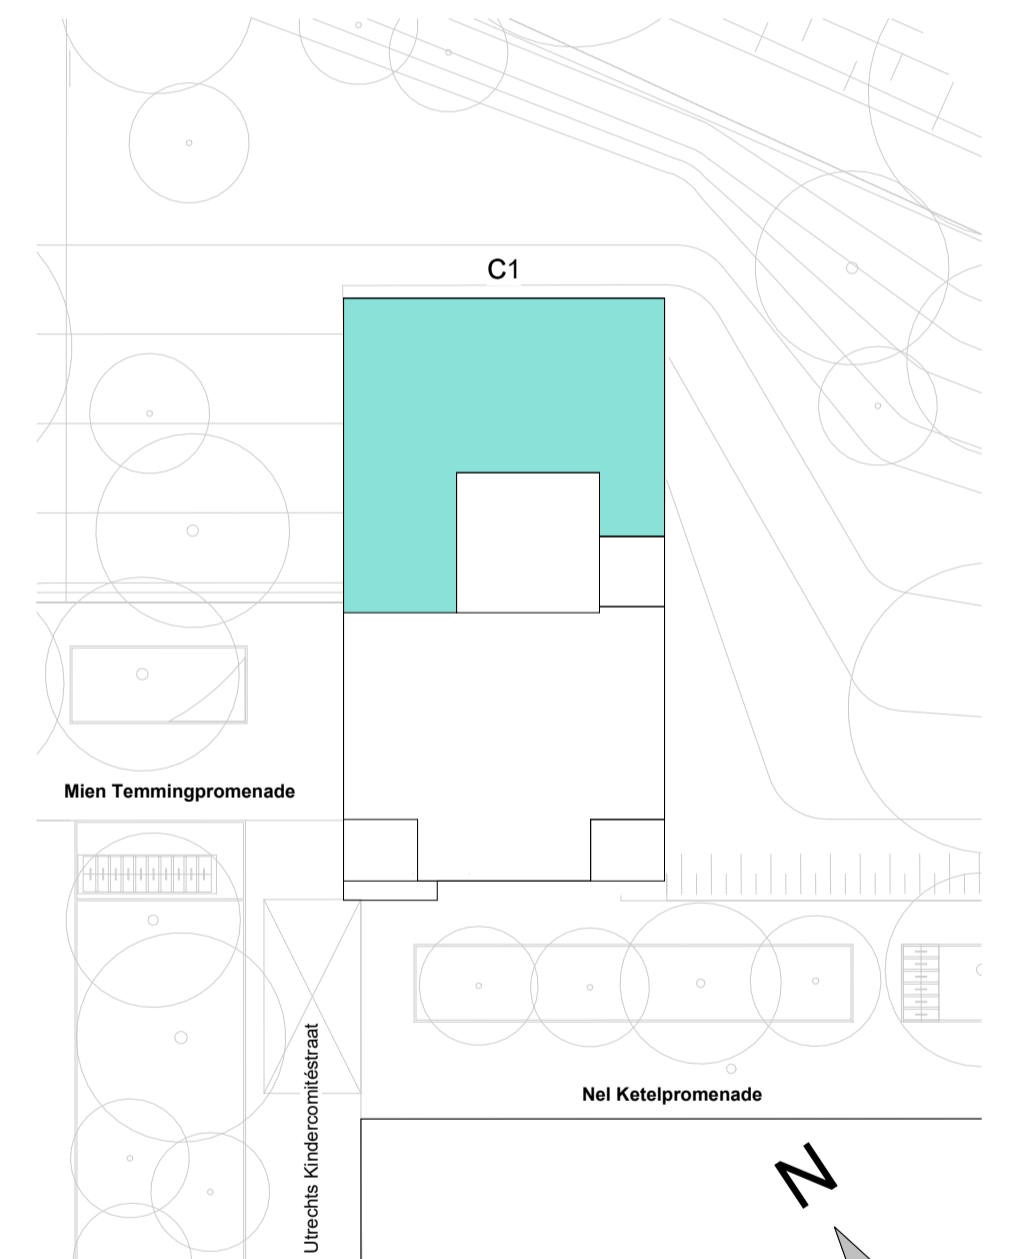 C1
Mien Temmingpromenade
Utrechts Kindercomitéstraat
Nel Ketelpromenade
N